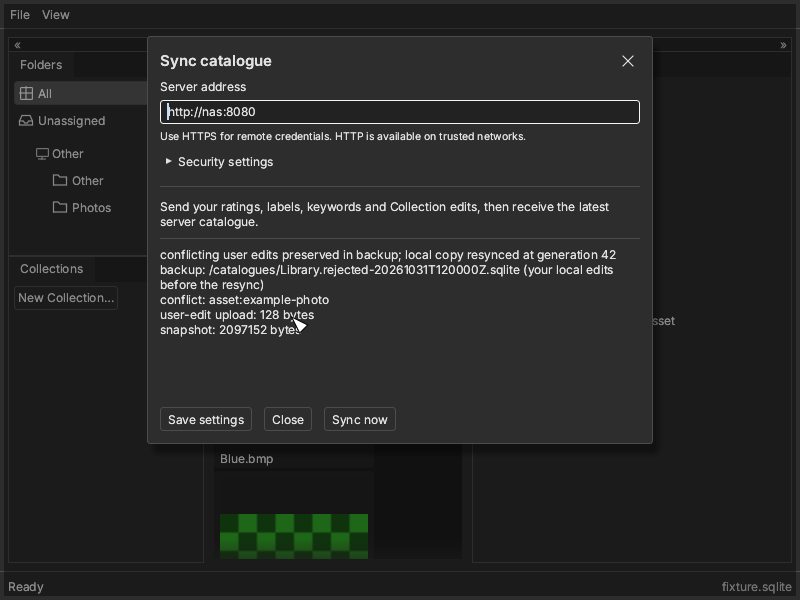 File View
«
»
Folders
All
Unassigned
Other
Other
Photos
Collections
New Collection...
Sync catalogue
Server address
http://nas:8080
Use HTTPS for remote credentials. HTTP is available on trusted networks.
Security settings
Send your ratings, labels, keywords and Collection edits, then receive the latest
server catalogue.
conflicting user edits preserved in backup; local copy resynced at generation 42
backup: /catalogues/Library.rejected-20261031T120000Z.sqlite (your local edits
before the resync)
conflict: asset:example-photo
user-edit upload: 128 bytes
snapshot: 2097152 bytes
Save settings
Close
Sync now
sset
Blue.bmp
Ready
fixture.sqlite